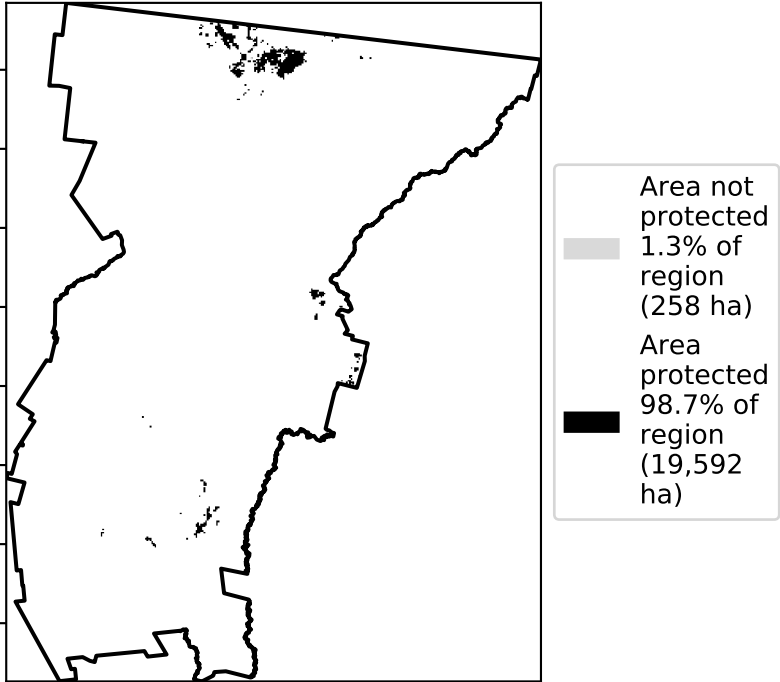 Area not
protected
1.3% of
region
(258 ha)
Area
protected
98.7% of
region
(19,592
ha)